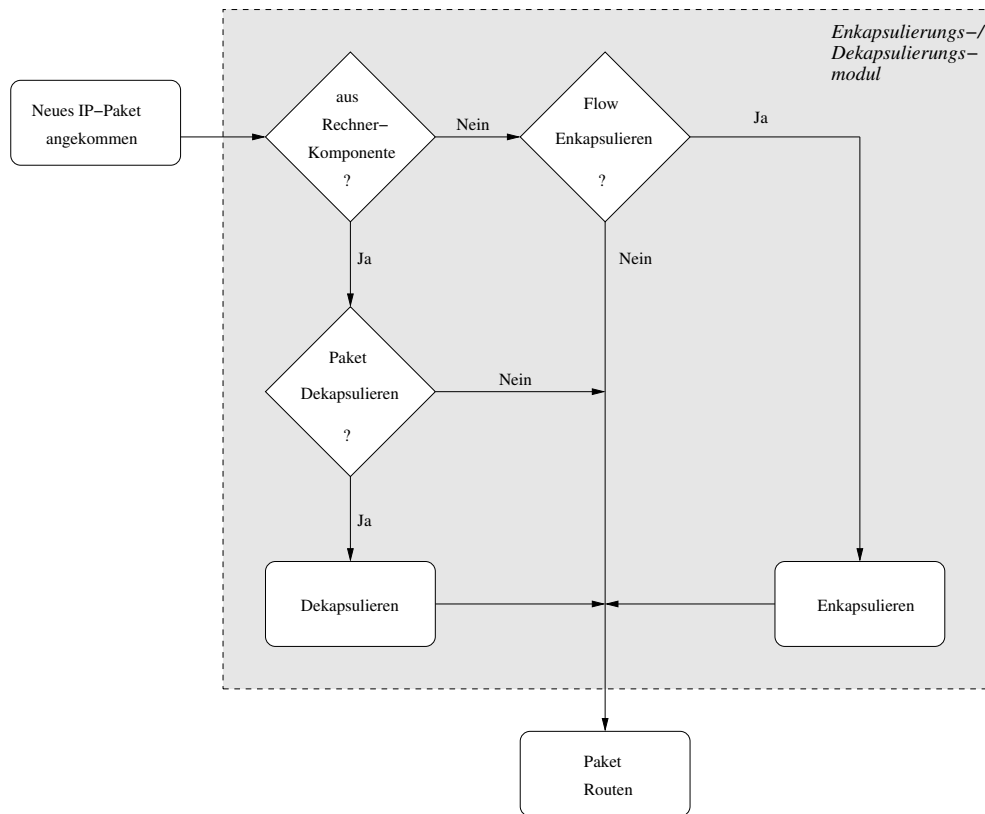 Enkapsulierungs–/
Dekapsulierungs–
modul
Neues IP–Paket
angekommen
aus
Rechner–
Komponente
?
Nein
Flow
Enkapsulieren
?
Ja
Ja
Nein
Paket
Dekapsulieren
?
Nein
Ja
Dekapsulieren
Enkapsulieren
Paket
Routen